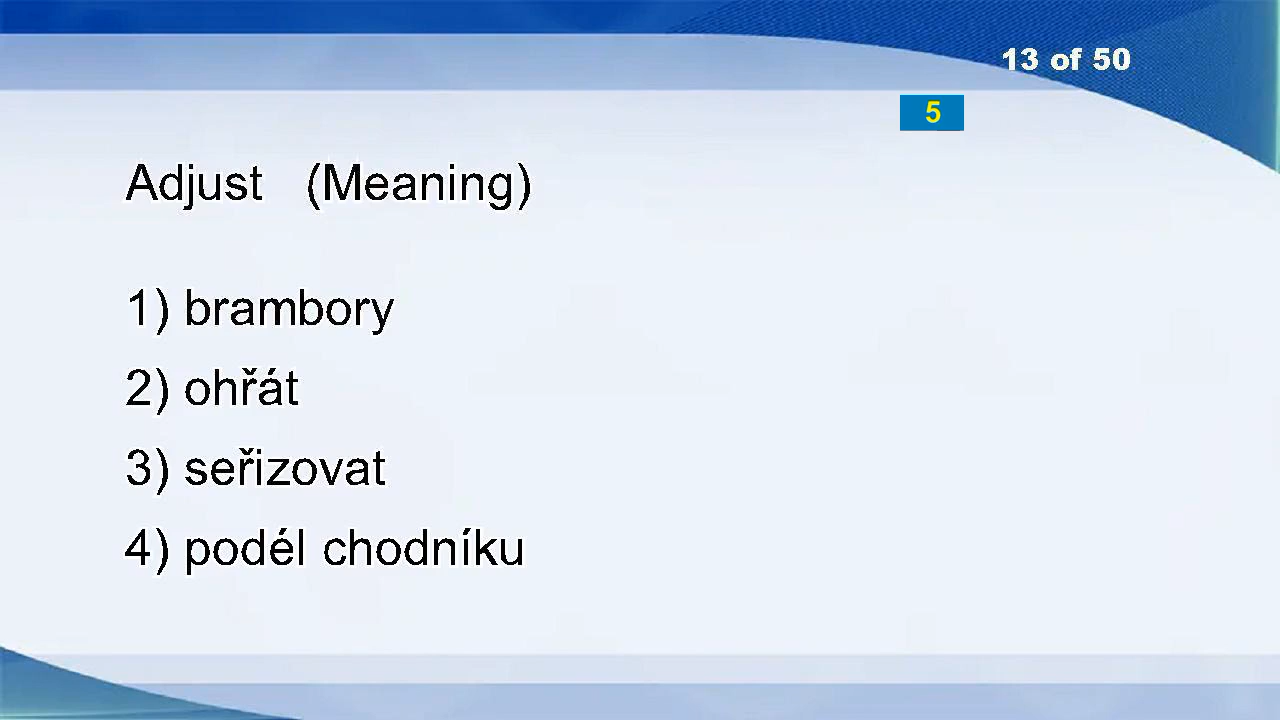 13 of 50
5
Adjust (Meaning)
1) brambory
2) ohřát
3) seřizovat
4) podél chodníku